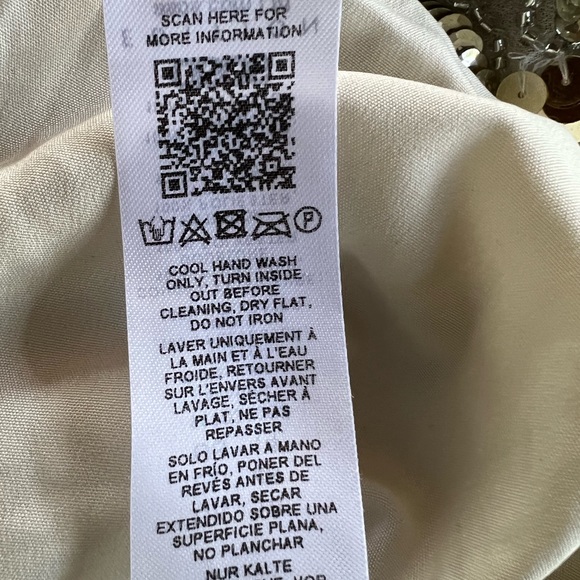 SCAN HERE FOR
MORE INFORMATION
P
COOL HAND WASH
ONLY, TURN INSIDE
OUT BEFORE
CLEANING, DRY FLAT,
DO NOT IRON
LAVER UNIQUEMENT À
LA MAIN ET À L'EAU
FROIDE, RETOURNER
SUR L'ENVERS AVANT
LAVAGE, SÉCHER À
PLAT, NE PAS
REPASSER
SOLO LAVAR A MANO
EN FRÍO, PONER DEL
REVÉS ANTES DE
LAVAR, SECAR
EXTENDIDO SOBRE UNA
SUPERFICIE PLANA,
NO PLANCHAR
NUR KALTE